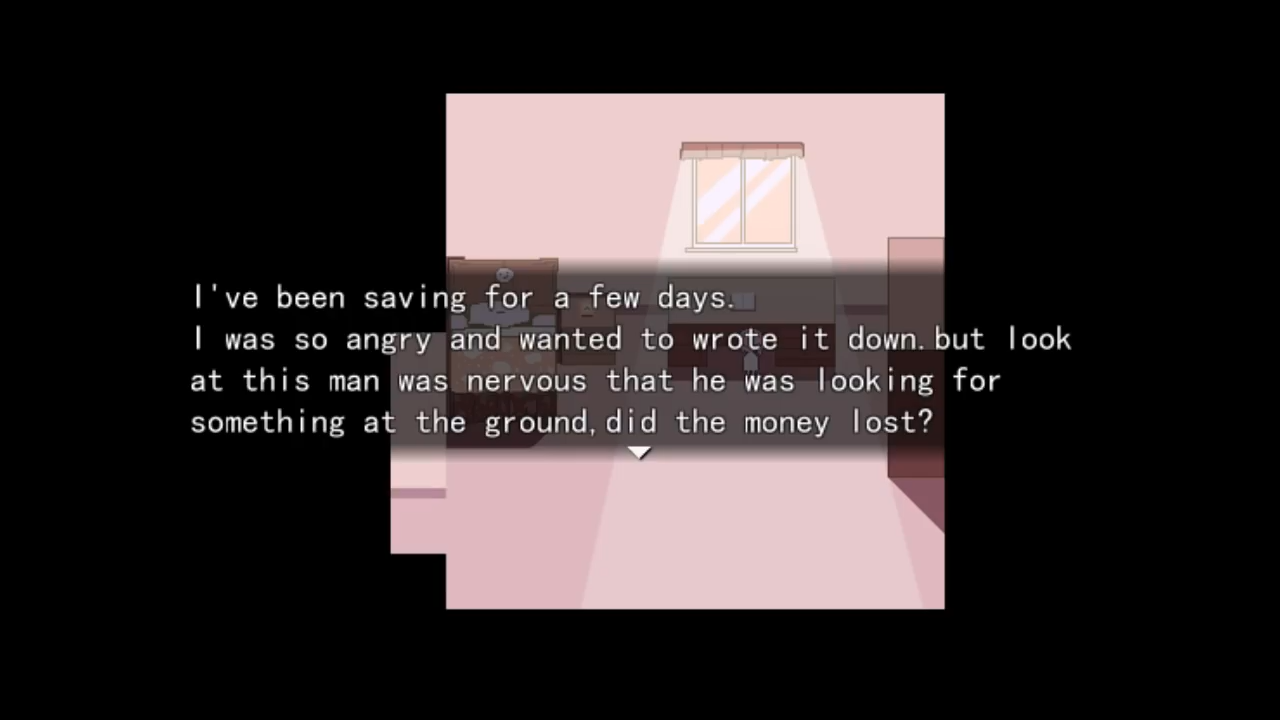 I've been saving for a few days.
I was so angry and wanted to wrote it down.but look
at this man was nervous that he was looking for
something at the ground,did the money lost?